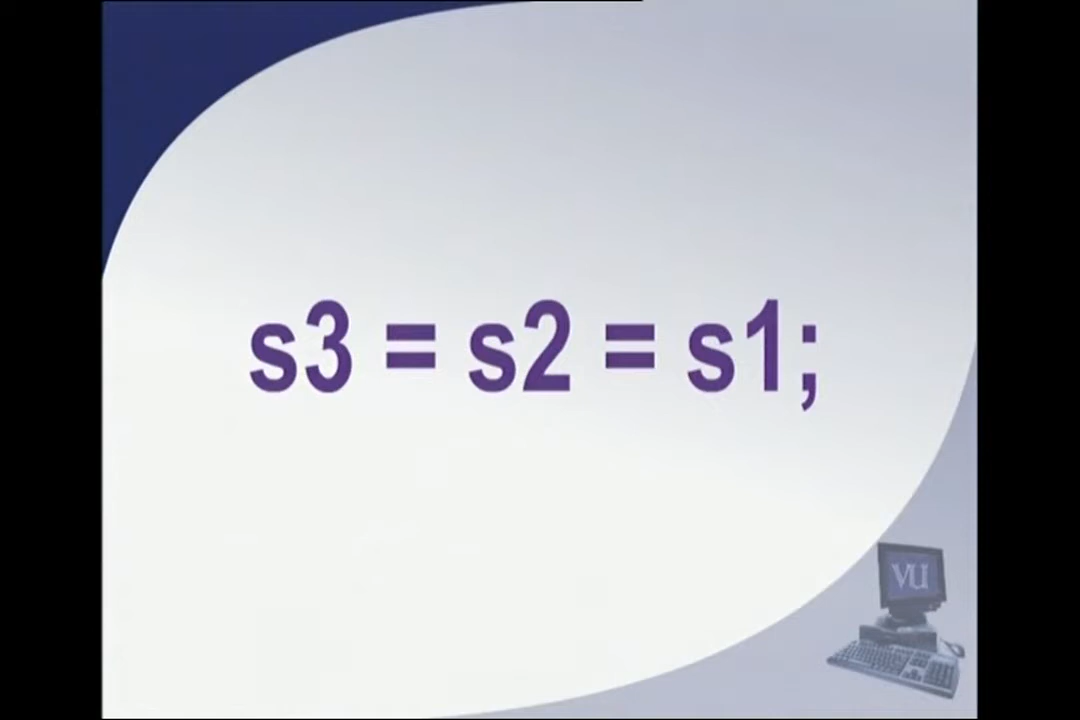 s3 = s2 = s1;
VU